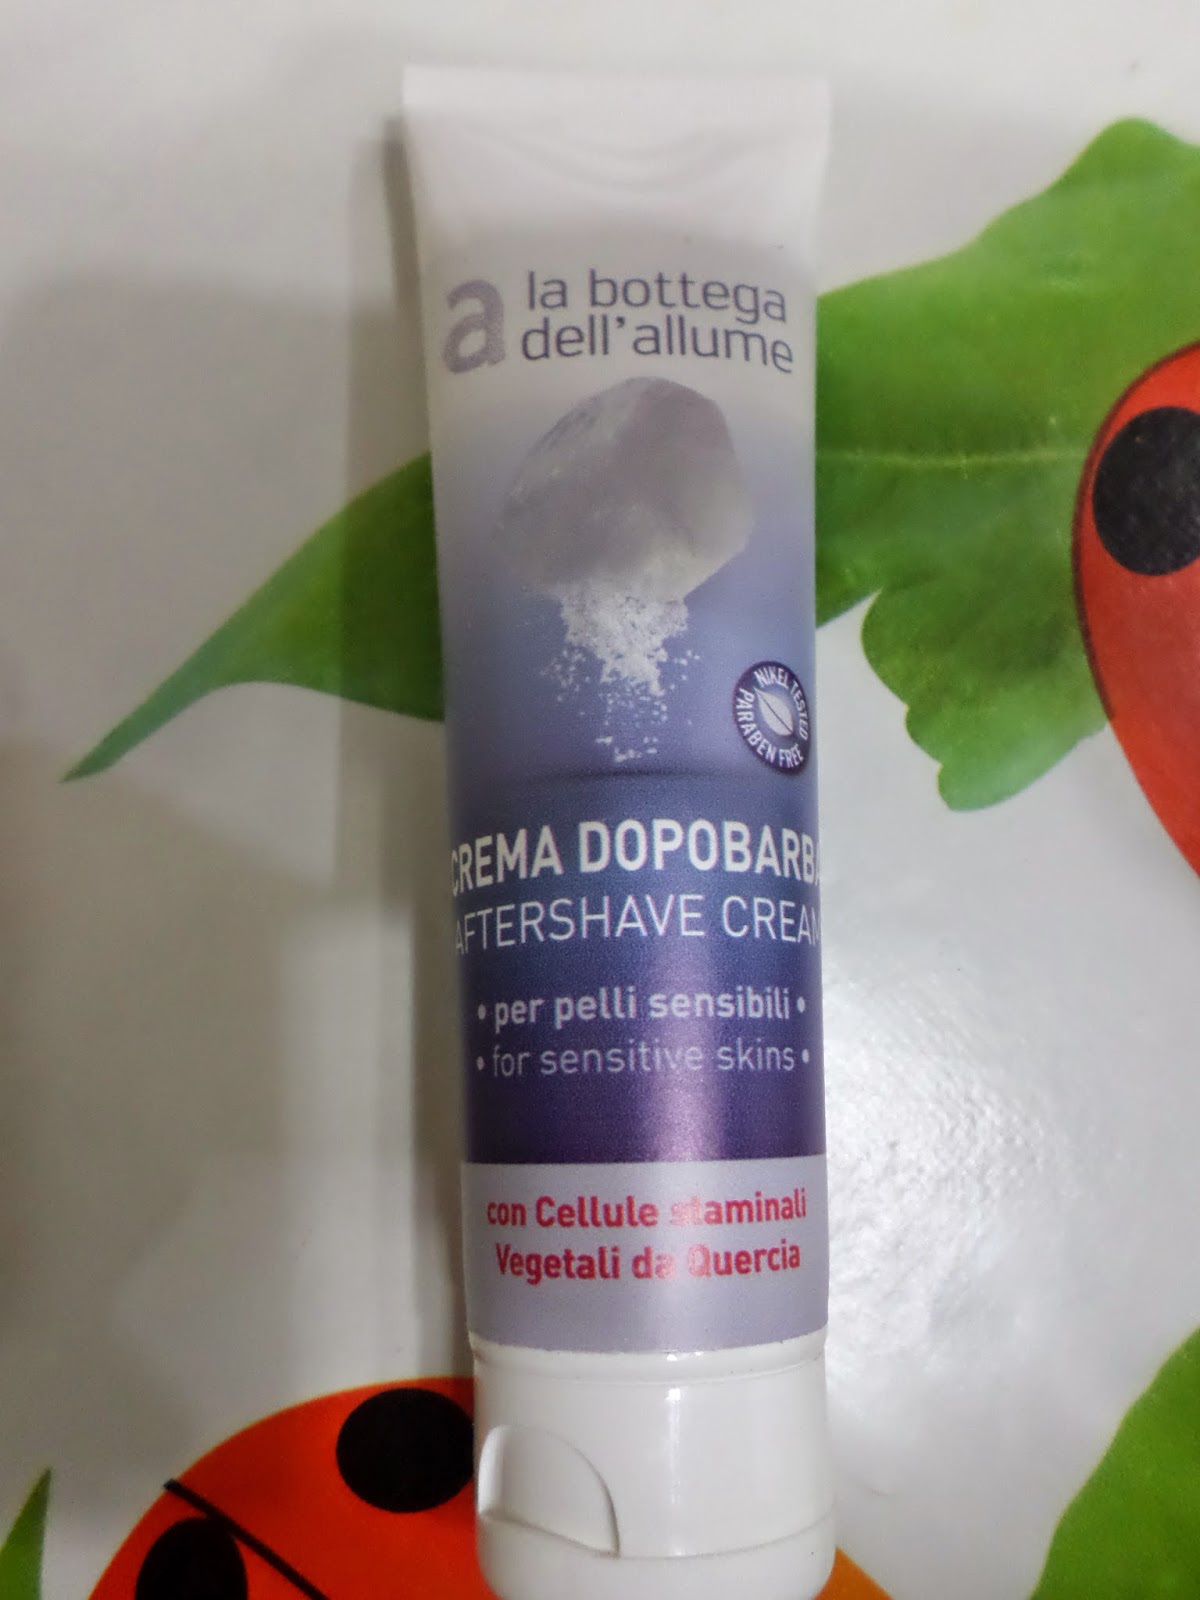 a la bottega
dell'allume
NIKEL TESTED
PARABEN FREE
CREMA DOPOBARBA
AFTERSHAVE CREAM
• per pelli sensibili •
• for sensitive skins •
con Cellule staminali
Vegetali da Quercia